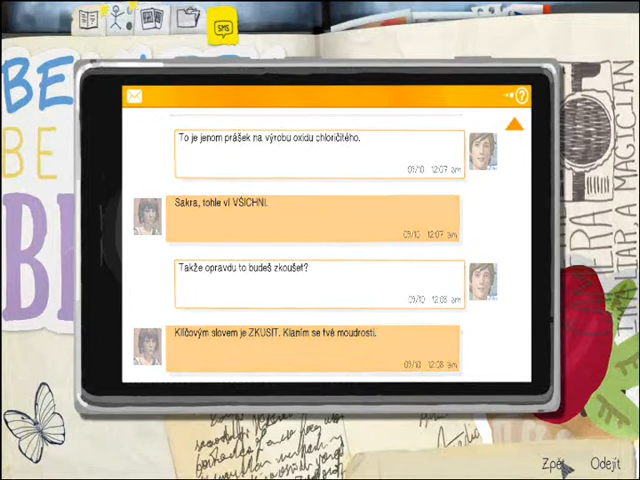 SMS
To je jenom prášek na výrobu oxidu chloričitého.
09/10 12:07 am
Sakra, tohle ví VŠICHNI.
09/10 12:07 am
Takže opravdu to budeš zkoušet?
09/10 12:08 am
Klíčovým slovem je ZKUSIT. Klaním se tvé moudrosti.
09/10 12:08 am
BE
BE
CAMERA
I'M A LIAR, A MAGICIAN
Zpět
Odejít